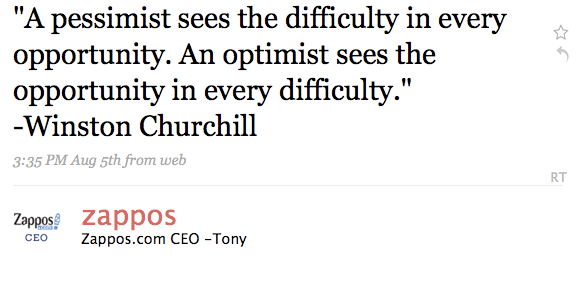 "A pessimist sees the difficulty in every
opportunity. An optimist sees the
opportunity in every difficulty."
-Winston Churchill
3:35 PM Aug 5th from web
RT
Zappos
CEO
zappos
Zappos.com CEO -Tony